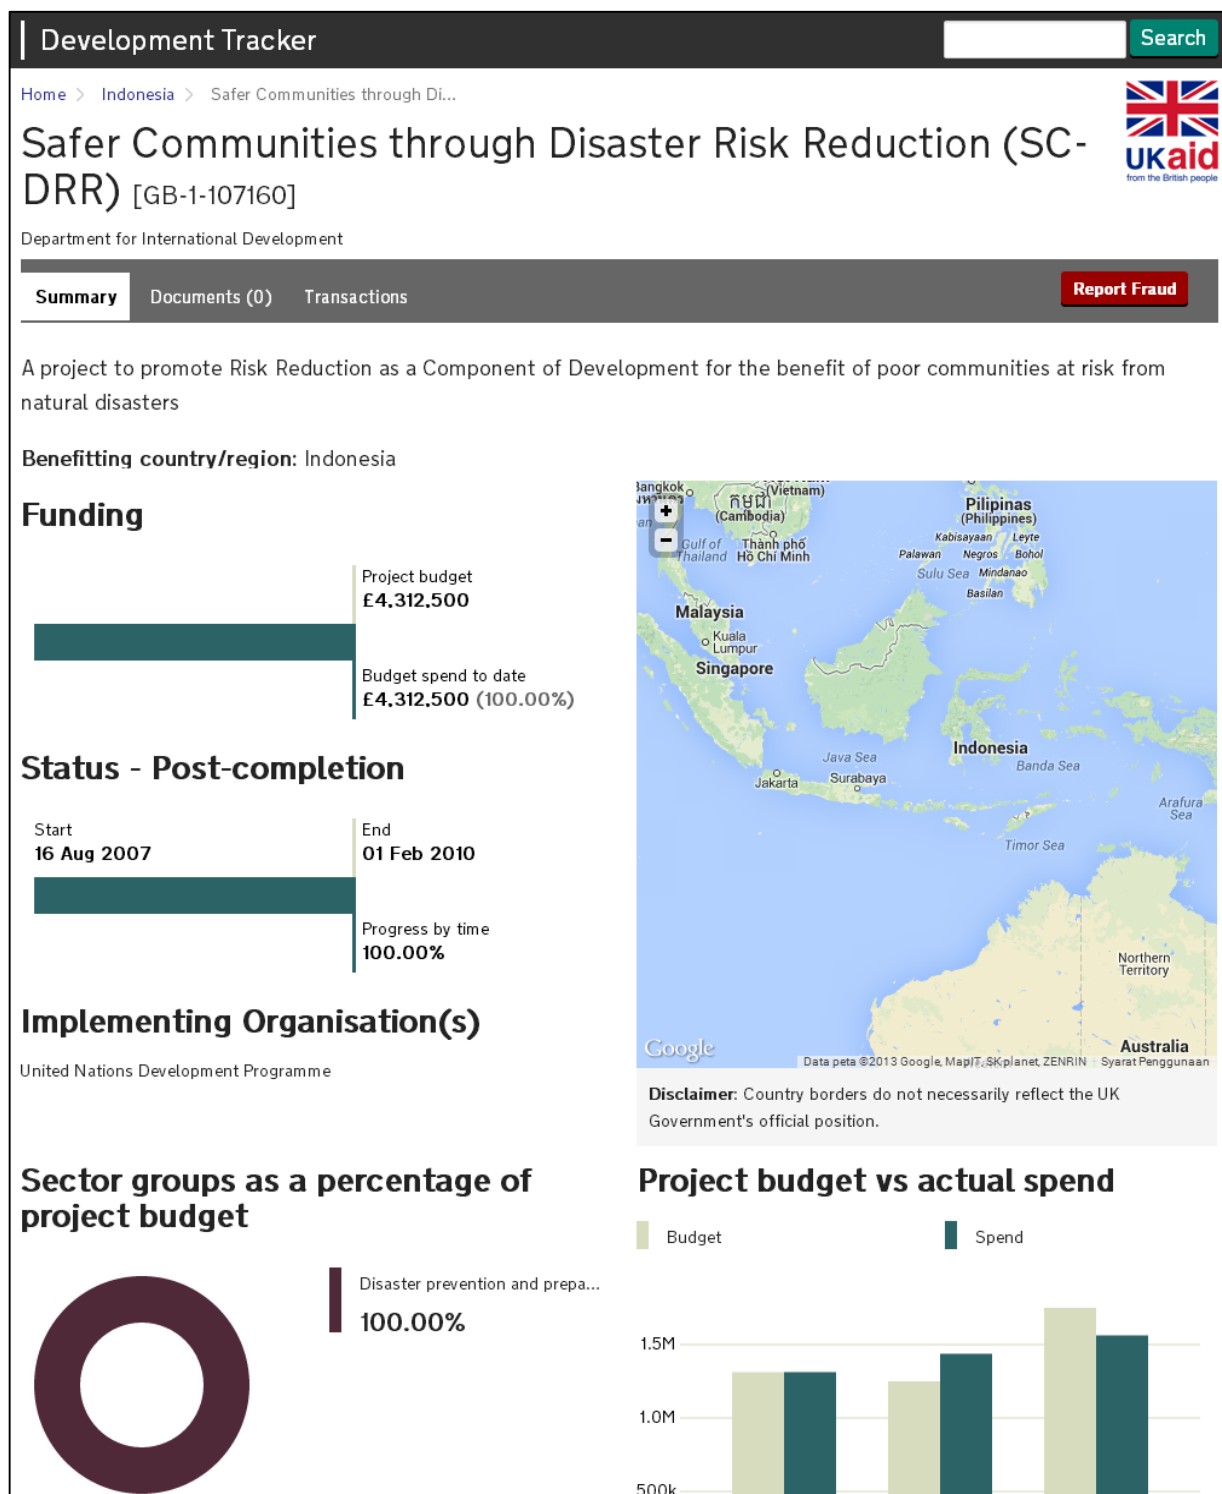 Development Tracker
Search
Home > Indonesia > Safer Communities through Di...
Safer Communities through Disaster Risk Reduction (SC-
DRR) [GB-1-107160]
UKaid
from the British people
Department for International Development
Summary Documents (0) Transactions
Report Fraud
A project to promote Risk Reduction as a Component of Development for the benefit of poor communities at risk from
natural disasters
Benefitting country/region: Indonesia
Funding
Project budget
£4,312,500
Budget spend to date
£4,312,500 (100.00%)
Status - Post-completion
Start
16 Aug 2007
End
01 Feb 2010
Progress by time
100.00%
Implementing Organisation(s)
United Nations Development Programme
Bangkok
កម្ពុជា
(Cambodia)
(Vietnam)
Gulf of
Thailand
Thành phố
Hồ Chí Minh
Pilipinas
(Philippines)
Kabisayaan
Leyte
Palawan
Negros
Bohol
Sulu Sea
Mindanao
Basilan
Malaysia
Kuala
Lumpur
Singapore
Indonesia
Java Sea
Banda Sea
Jakarta
Surabaya
Arafura
Sea
Timor Sea
Northern
Territory
Australia
Google
Data peta ©2013 Google, MapIT, SK planet, ZENRIN
Syarat Penggunaan
Disclaimer: Country borders do not necessarily reflect the UK
Government's official position.
Sector groups as a percentage of
project budget
Disaster prevention and prepa...
100.00%
Project budget vs actual spend
Budget
Spend
1.5M
1.0M
500k